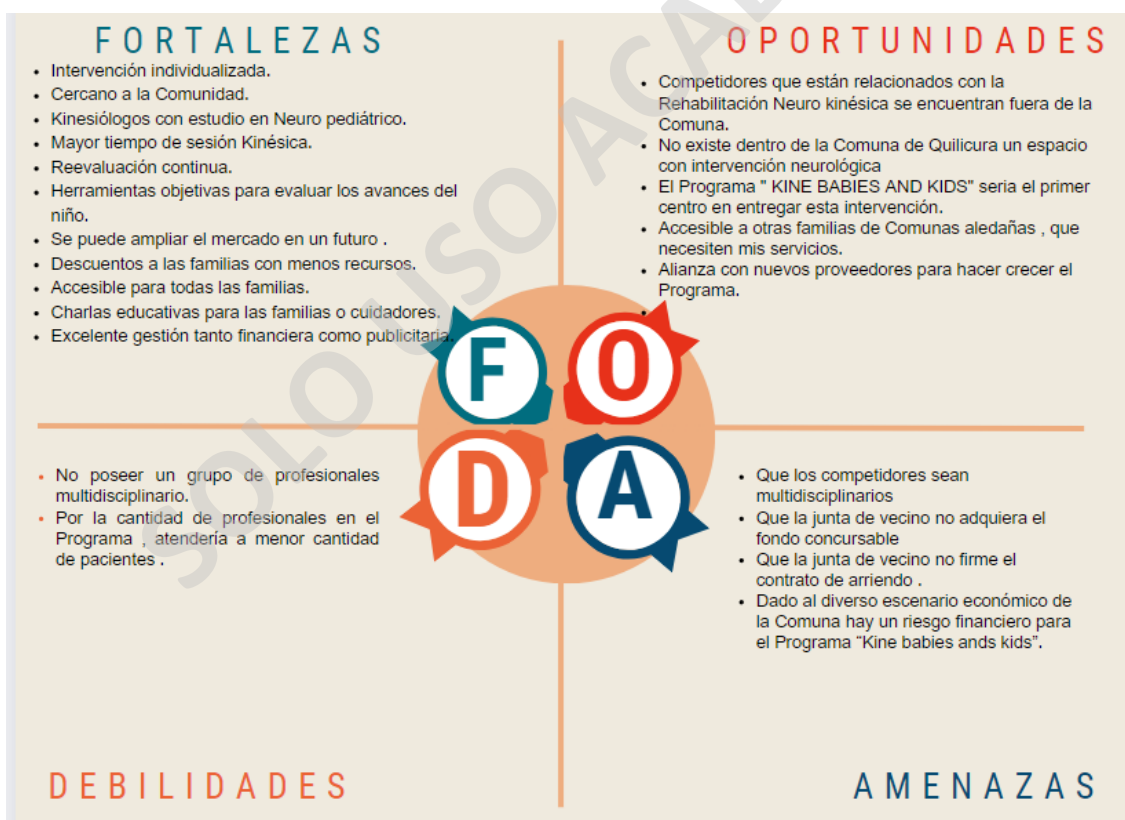 FORTALEZAS
• Intervención individualizada.
• Cercano a la Comunidad.
• Kinesiólogos con estudio en Neuro pediátrico.
• Mayor tiempo de sesión Kinésica.
• Reevaluación continua.
• Herramientas objetivas para evaluar los avances del
niño.
• Se puede ampliar el mercado en un futuro .
• Descuentos a las familias con menos recursos.
• Accesible para todas las familias.
• Charlas educativas para las familias o cuidadores.
• Excelente gestión tanto financiera como publicitaria.
OPORTUNIDADES
• Competidores que están relacionados con la
Rehabilitación Neuro kinésica se encuentran fuera de la
Comuna.
• No existe dentro de la Comuna de Quilicura un espacio
con intervención neurológica
• El Programa " KINE BABIES AND KIDS" seria el primer
centro en entregar esta intervención.
• Accesible a otras familias de Comunas aledañas , que
necesiten mis servicios.
• Alianza con nuevos proveedores para hacer crecer el
Programa.
F O
D A
• No poseer un grupo de profesionales
multidisciplinario.
• Por la cantidad de profesionales en el
Programa , atendería a menor cantidad
de pacientes .
DEBILIDADES
• Que los competidores sean
multidisciplinarios
• Que la junta de vecino no adquiera el
fondo concursable
• Que la junta de vecino no firme el
contrato de arriendo .
• Dado al diverso escenario económico de
la Comuna hay un riesgo financiero para
el Programa “Kine babies ands kids”.
AMENAZAS
SOLO USO